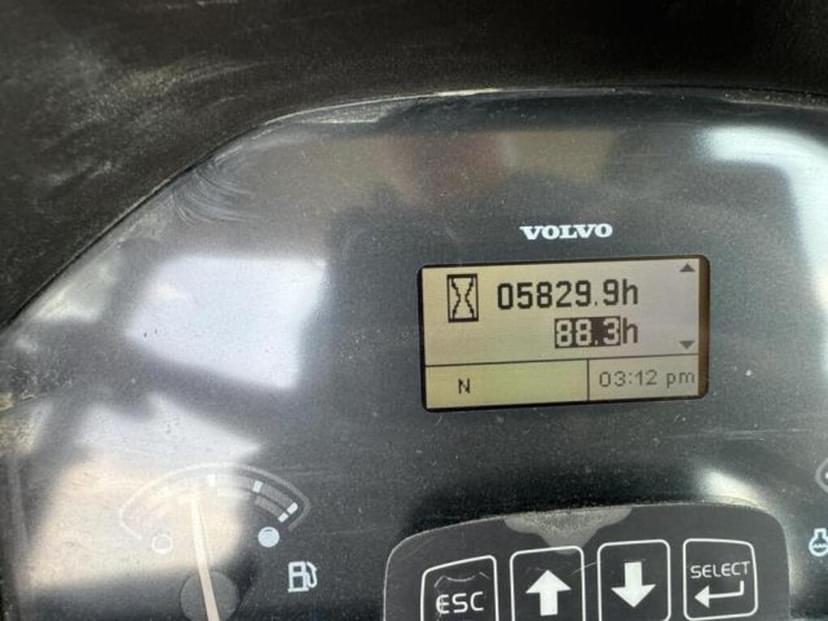 VOLVO
05829.9h
88.3h
N
03:12 pm
ESC
SELECT